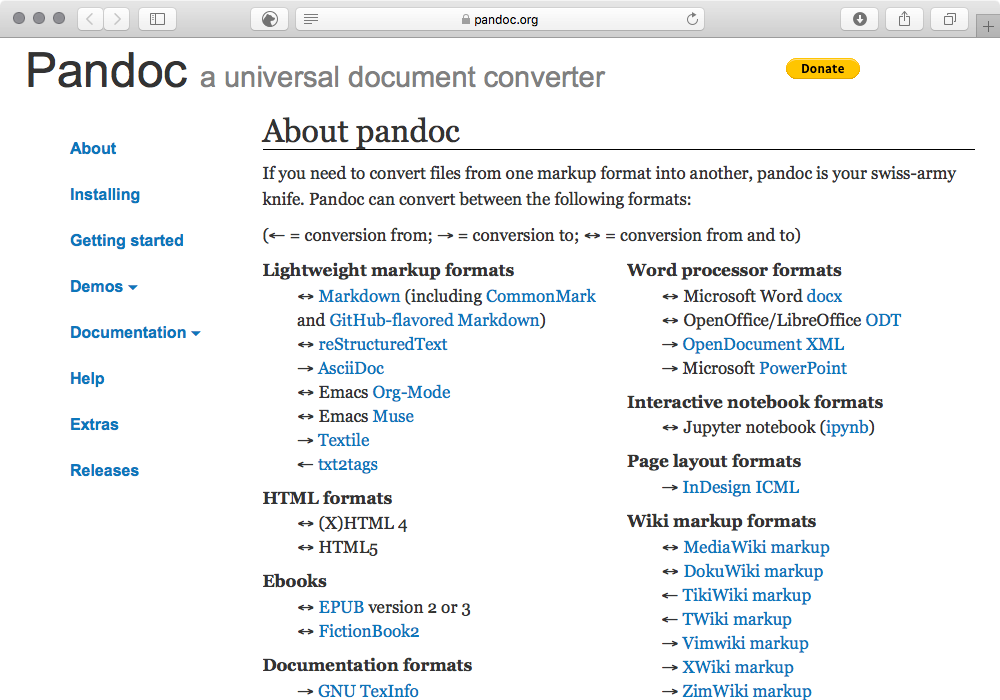 pandoc.org
Pandoc a universal document converter
Donate
About
Installing
Getting started
Demos
Documentation
Help
Extras
Releases
About pandoc
If you need to convert files from one markup format into another, pandoc is your swiss-army
knife. Pandoc can convert between the following formats:
(← = conversion from; → = conversion to; ↔ = conversion from and to)
Lightweight markup formats
↔ Markdown (including CommonMark
and GitHub-flavored Markdown)
↔ reStructuredText
→ AsciiDoc
↔ Emacs Org-Mode
↔ Emacs Muse
→ Textile
← txt2tags
HTML formats
↔ (X)HTML 4
↔ HTML5
Ebooks
↔ EPUB version 2 or 3
↔ FictionBook2
Documentation formats
→ GNU TexInfo
Word processor formats
↔ Microsoft Word docx
↔ OpenOffice/LibreOffice ODT
→ OpenDocument XML
→ Microsoft PowerPoint
Interactive notebook formats
↔ Jupyter notebook (ipynb)
Page layout formats
→ InDesign ICML
Wiki markup formats
↔ MediaWiki markup
↔ DokuWiki markup
← TikiWiki markup
← TWiki markup
→ Vimwiki markup
→ XWiki markup
→ ZimWiki markup